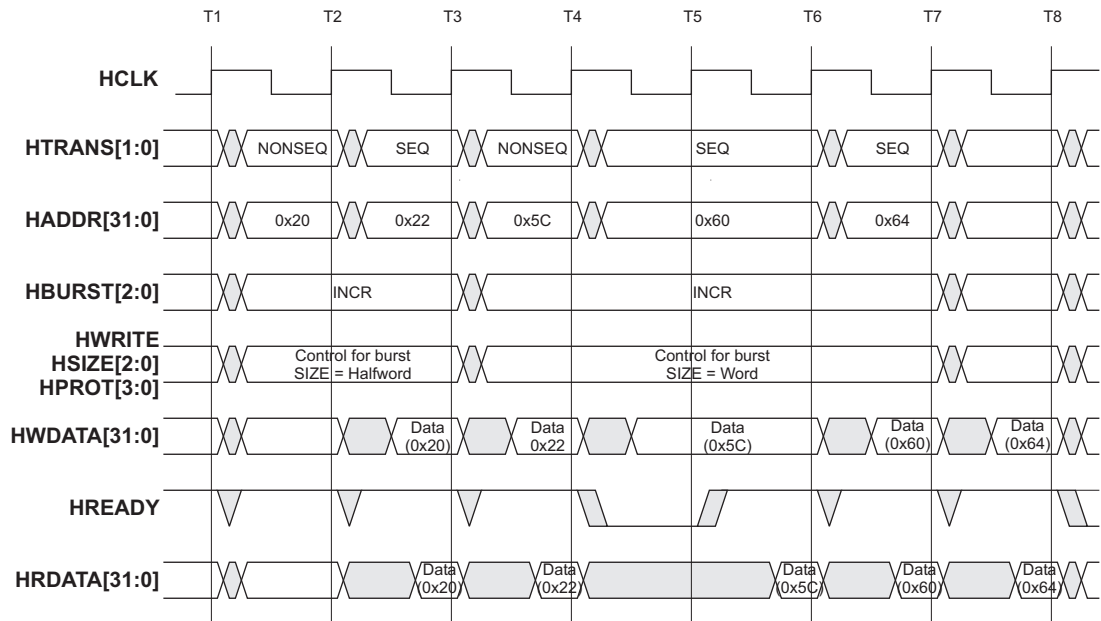 T1 T2 T3 T4 T5 T6 T7 T8
HCLK
HTRANS[1:0] NONSEQ SEQ NONSEQ SEQ SEQ
HADDR[31:0] 0x20 0x22 0x5C 0x60 0x64
HBURST[2:0] INCR INCR
HWRITE
HSIZE[2:0]
HPROT[3:0]
Control for burst
SIZE = Halfword
Control for burst
SIZE = Word
HWDATA[31:0]
Data
(0x20)
Data
0x22
Data
(0x5C)
Data
(0x60)
Data
(0x64)
HREADY
HRDATA[31:0]
Data
(0x20)
Data
(0x22)
Data
(0x5C)
Data
(0x60)
Data
(0x64)